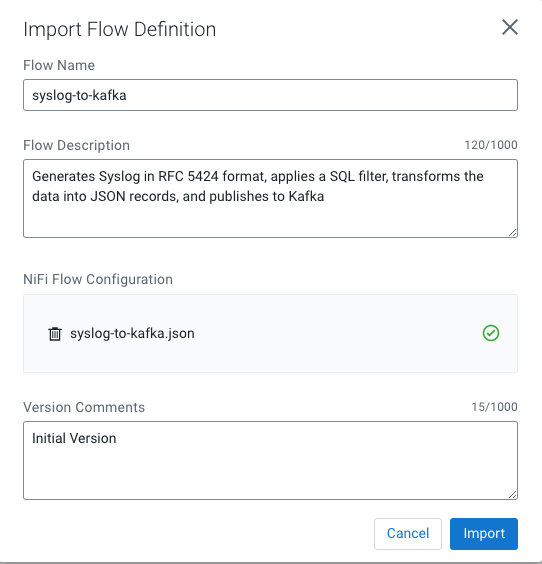 Import Flow Definition
Flow Name
syslog-to-kafka
Flow Description 120/1000
Generates Syslog in RFC 5424 format, applies a SQL filter, transforms the
data into JSON records, and publishes to Kafka
NiFi Flow Configuration
syslog-to-kafka.json
Version Comments 15/1000
Initial Version
Cancel Import